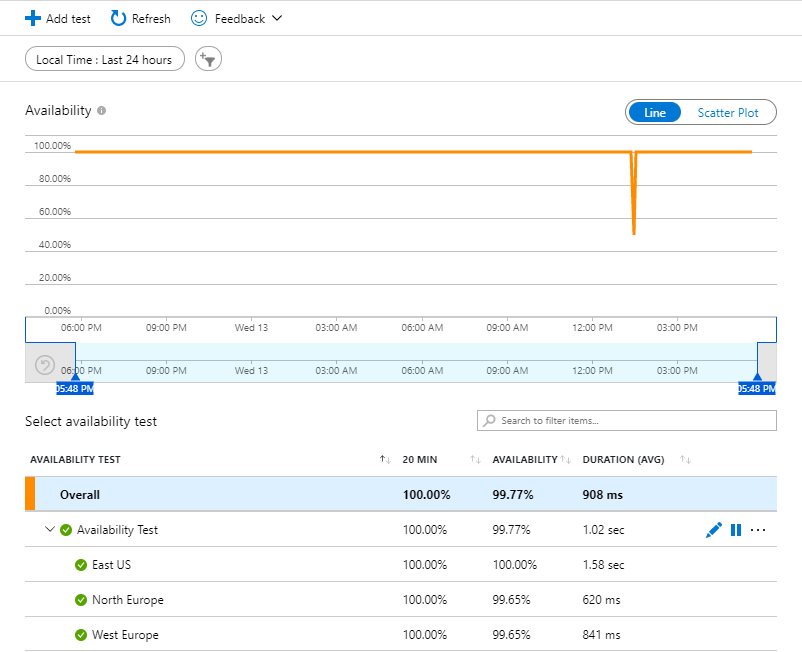 Add test Refresh Feedback
Local Time : Last 24 hours
Availability
Line Scatter Plot
100.00%
80.00%
60.00%
40.00%
20.00%
0.00%
06:00 PM 09:00 PM Wed 13 03:00 AM 06:00 AM 09:00 AM 12:00 PM 03:00 PM
06:00 PM 09:00 PM Wed 13 03:00 AM 06:00 AM 09:00 AM 12:00 PM 03:00 PM
05:48 PM 05:48 PM
Select availability test Search to filter items...
AVAILABILITY TEST 20 MIN AVAILABILITY DURATION (AVG)
Overall 100.00% 99.77% 908 ms
Availability Test 100.00% 99.77% 1.02 sec
East US 100.00% 100.00% 1.58 sec
North Europe 100.00% 99.65% 620 ms
West Europe 100.00% 99.65% 841 ms